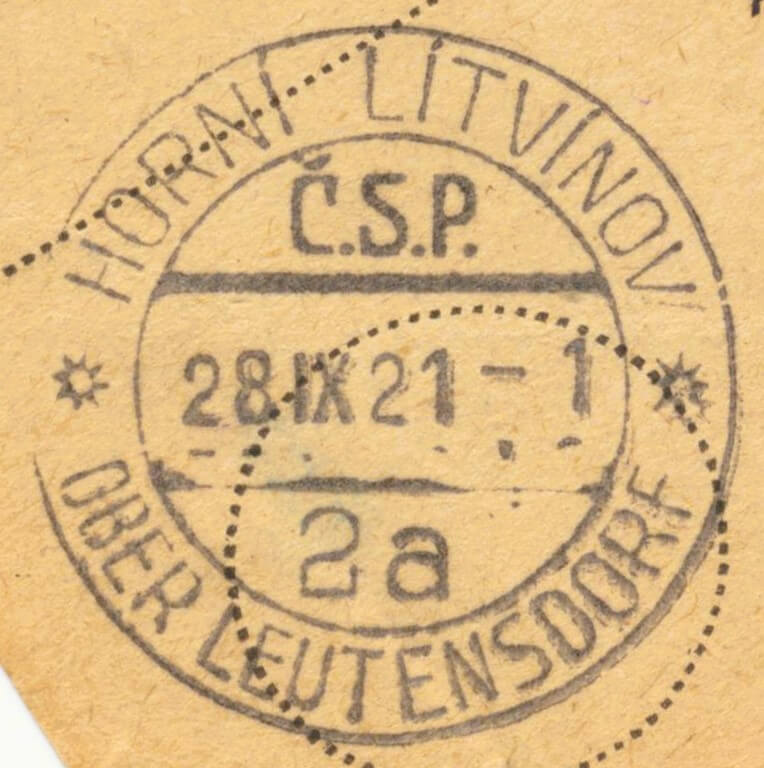 HORNÍ LÍTVÍNOV
Č.S.P.
28 IX 21 - 1
2a
OBER LEUTENSDORF